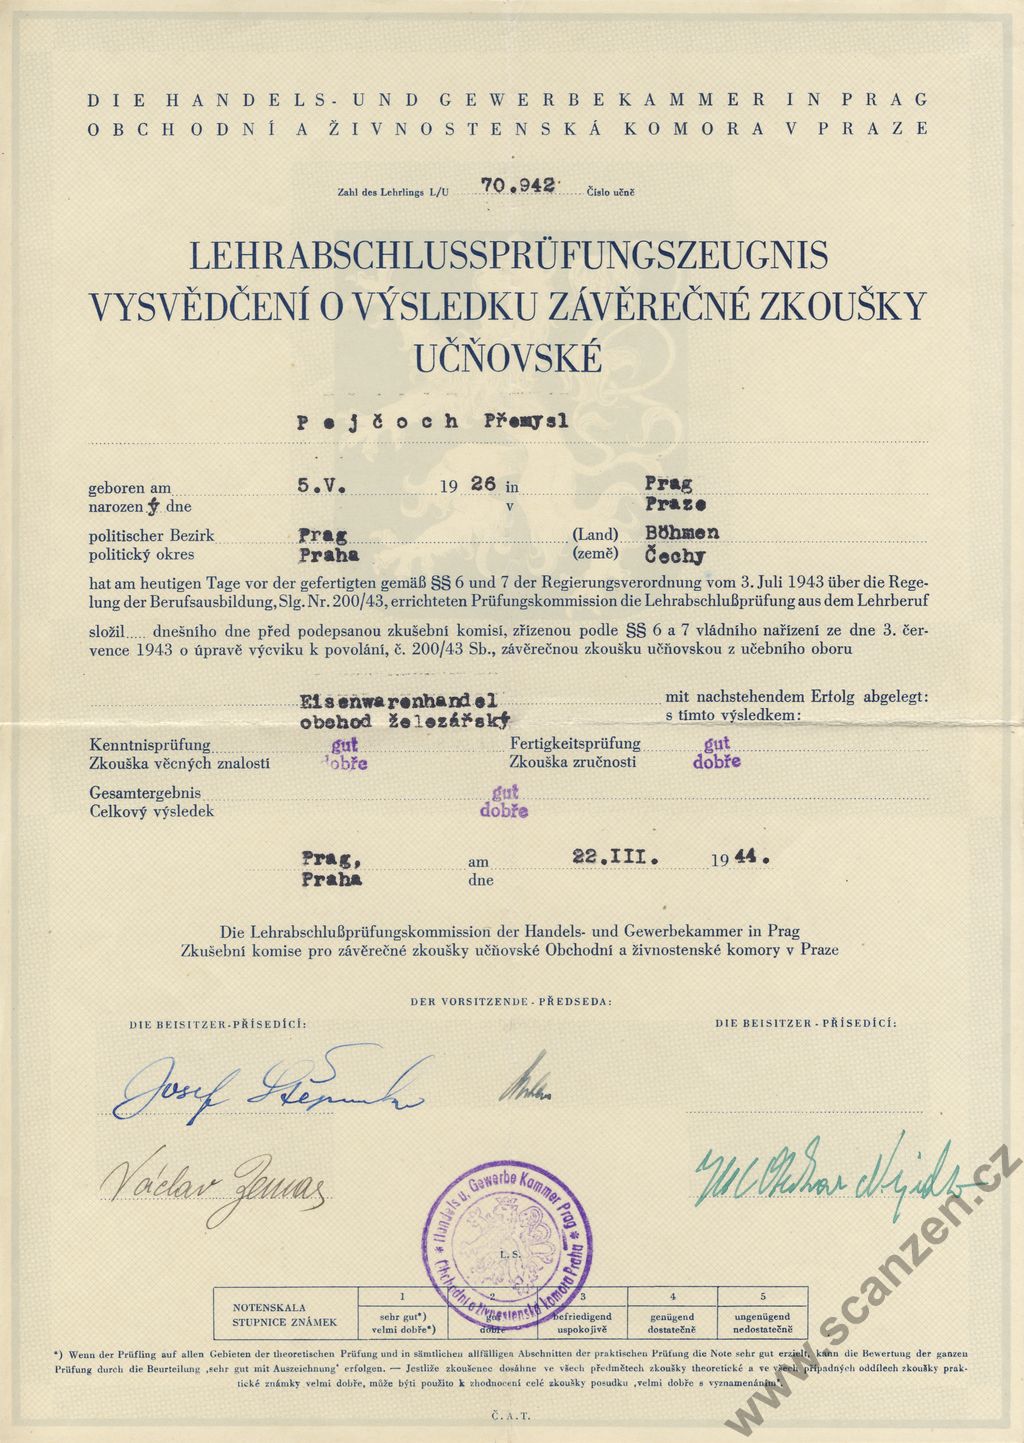 DIE HANDELS- UND GEWERBEKAMMER IN PRAG
OBCHODNÍ A ŽIVNOSTENSKÁ KOMORA V PRAZE
Zahl des Lehrlings L/U 70.942 Číslo učně
LEHRABSCHLUSSPRÜFUNGSZEUGNIS
VYSVĚDČENÍ O VÝSLEDKU ZÁVĚREČNÉ ZKOUŠKY
UČŇOVSKÉ
Pejčoch Přemysl
geboren am 5.V. 1926 in Prag
narozen ý dne v Praze
politischer Bezirk Prag (Land) Böhmen
politický okres Praha (země) Čechy
hat am heutigen Tage vor der gefertigten gemäß §§ 6 und 7 der Regierungsverordnung vom 3. Juli 1943 über die Rege-
lung der Berufsausbildung, Slg. Nr. 200/43, errichteten Prüfungskommission die Lehrabschlußprüfung aus dem Lehrberuf
složil..... dnešního dne před podepsanou zkušební komisí, zřízenou podle §§ 6 a 7 vládního nařízení ze dne 3. čer-
vence 1943 o úpravě výcviku k povolání, č. 200/43 Sb., závěrečnou zkoušku učňovskou z učebního oboru
Eisenwarenhandel mit nachstehendem Erfolg abgelegt:
obchod železářský s tímto výsledkem:
Kenntnisprüfung gut Fertigkeitsprüfung gut
Zkouška věcných znalostí dobře Zkouška zručnosti dobře
Gesamtergebnis gut
Celkový výsledek dobře
Prag, am 22.III. 1944.
Praha dne
Die Lehrabschlußprüfungskommission der Handels- und Gewerbekammer in Prag
Zkušební komise pro závěrečné zkoušky učňovské Obchodní a živnostenské komory v Praze
DER VORSITZENDE - PŘEDSEDA:
DIE BEISITZER-PŘÍSEDÍCÍ: DIE BEISITZER - PŘÍSEDÍCÍ:
Josef
Václav Zeman
Handels u. Gewerbe Kammer Prag
Obchodní a živnostenská komora Praha
L. S.
NOTENSKALA
STUPNICE ZNÁMEK
1 2 3 4 5
sehr gut*) gut befriedigend genügend ungenügend
velmi dobře*) dobře uspokojivě dostatečně nedostatečně
*) Wenn der Prüfling auf allen Gebieten der theoretischen Prüfung und in sämtlichen allfälligen Abschnitten der praktischen Prüfung die Note sehr gut erzielt, kann die Bewertung der ganzen
Prüfung durch die Beurteilung ‚sehr gut mit Auszeichnung‘ erfolgen. — Jestliže zkoušenec dosáhne ve všech předmětech zkoušky theoretické a ve všech případných oddílech zkoušky prak-
tické známky velmi dobře, může býti použito k zhodnocení celé zkoušky posudku ‚velmi dobře s vyznamenáním‘.
Č. A. T.
www.scanzen.cz